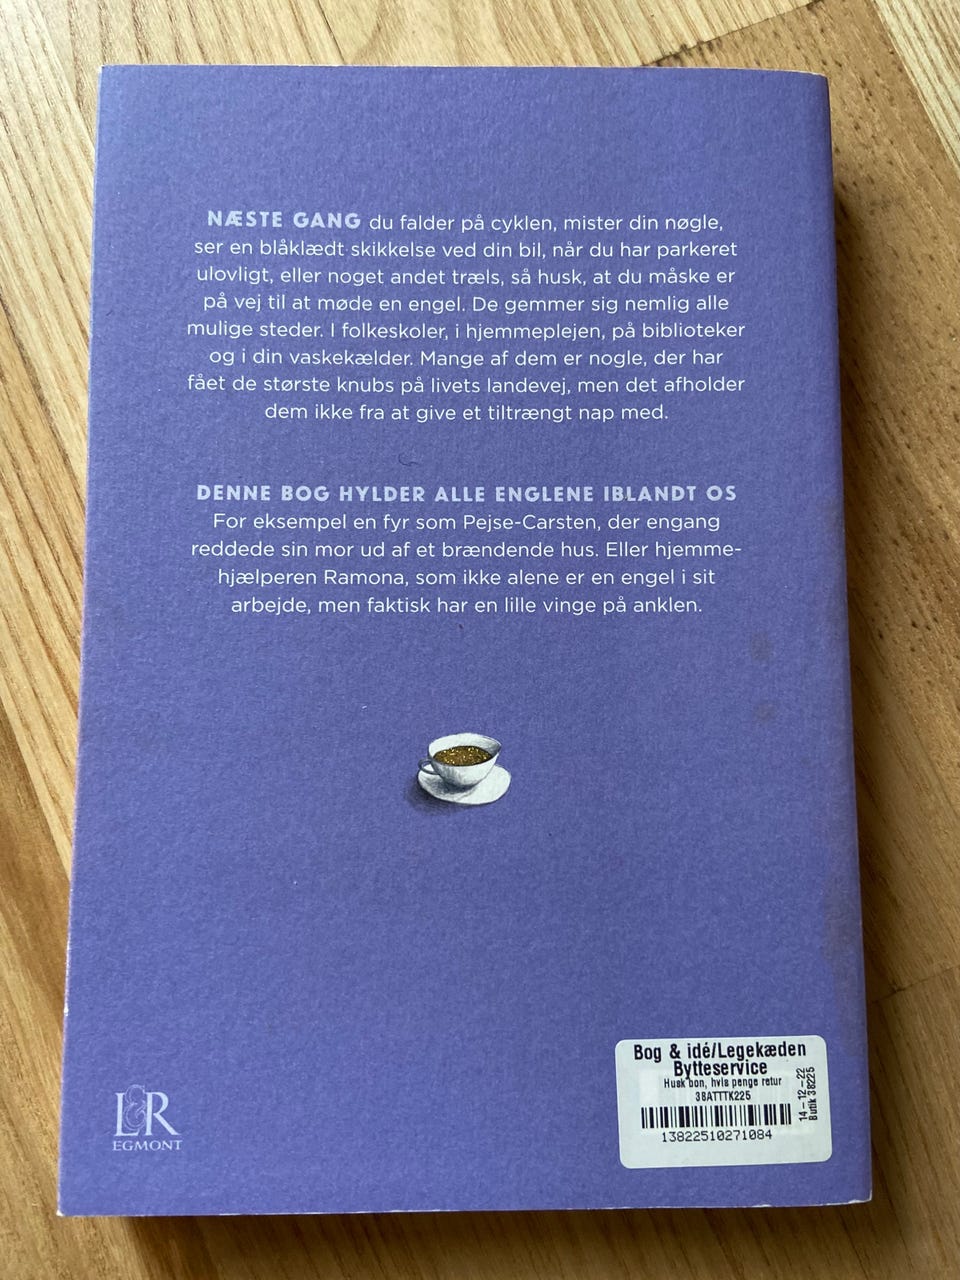 NÆSTE GANG du falder på cyklen, mister din nøgle,
ser en blåklædt skikkelse ved din bil, når du har parkeret
ulovligt, eller noget andet træls, så husk, at du måske er
på vej til at møde en engel. De gemmer sig nemlig alle
mulige steder. I folkeskoler, i hjemmeplejen, på biblioteker
og i din vaskekælder. Mange af dem er nogle, der har
fået de største knubs på livets landevej, men det afholder
dem ikke fra at give et tiltrængt nap med.
DENNE BOG HYLDER ALLE ENGLENE IBLANDT OS
For eksempel en fyr som Pejse-Carsten, der engang
reddede sin mor ud af et brændende hus. Eller hjemme-
hjælperen Ramona, som ikke alene er en engel i sit
arbejde, men faktisk har en lille vinge på anklen.
L&R
EGMONT
Bog & idé/Legekæden
Bytteservice
Husk bon, hvis penge retur
38ATTTK225
13822510271084
14-12-22
Butik 38225